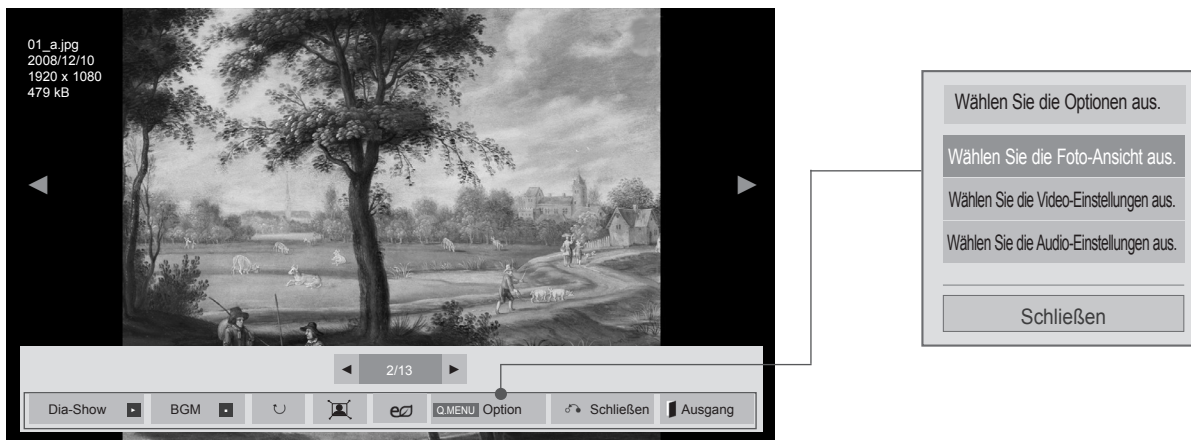 01_a.jpg
2008/12/10
1920 x 1080
479 kB
2/13
Dia-Show
BGM
Q.MENU Option
Schließen
Ausgang
Wählen Sie die Optionen aus.
Wählen Sie die Foto-Ansicht aus.
Wählen Sie die Video-Einstellungen aus.
Wählen Sie die Audio-Einstellungen aus.
Schließen